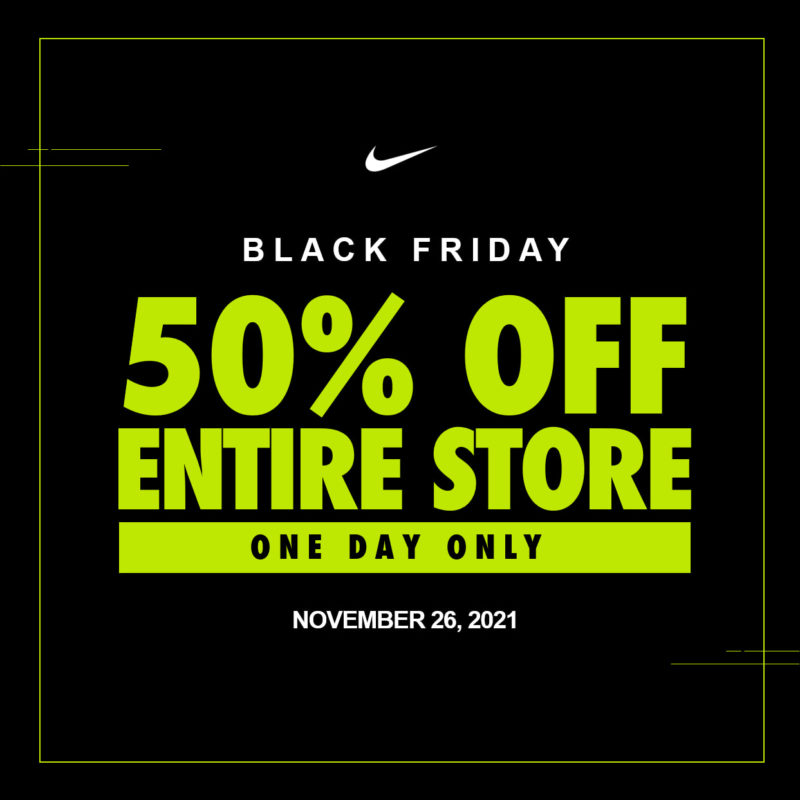 BLACK FRIDAY
50% OFF
ENTIRE STORE
ONE DAY ONLY
NOVEMBER 26, 2021